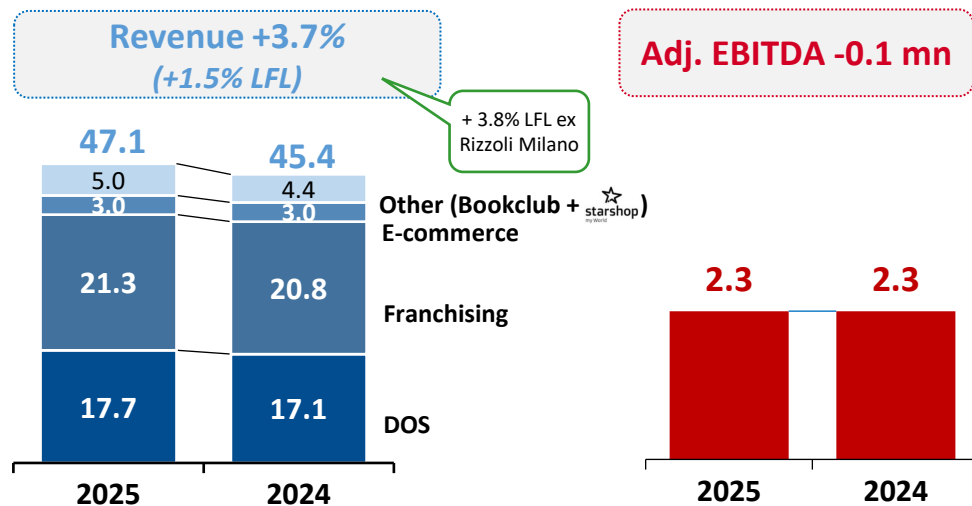 Revenue +3.7%
(+1.5% LFL)
Adj. EBITDA -0.1 mn
+ 3.8% LFL ex
Rizzoli Milano
47.1
45.4
5.0
4.4
Other (Bookclub + starshop my World)
3.0
3.0
E-commerce
21.3
20.8
Franchising
17.7
17.1
DOS
2025
2024
2.3
2.3
2025
2024